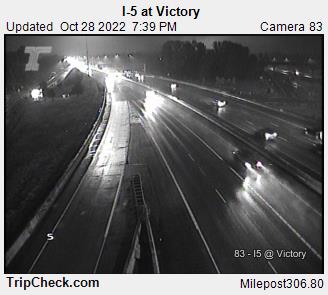 I-5 at Victory
Updated Oct 28 2022 7:39 PM Camera 83
T
S
83 - I5 @ Victory
TripCheck.com Milepost306.80